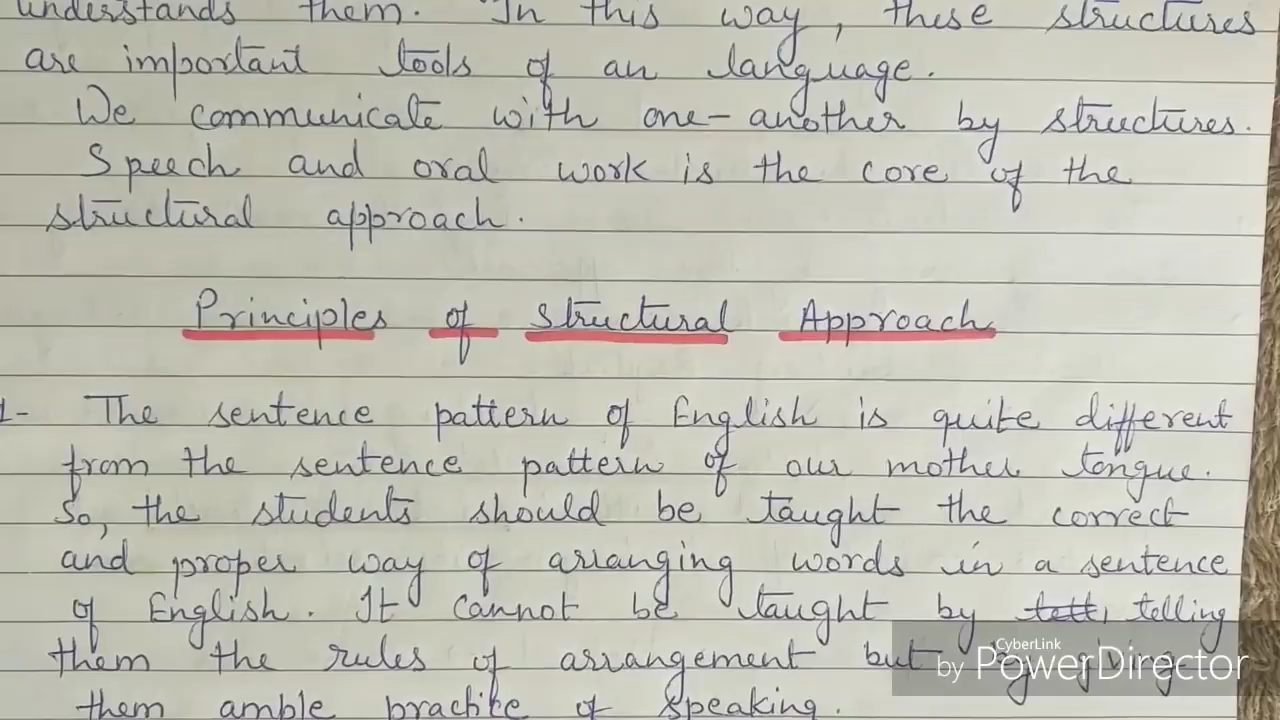 understands them. In this way, these structures
are important tools of an language.
We communicate with one-another by structures.
Speech and oral work is the core of the
structural approach.
Principles of Structural Approach
1- The sentence pattern of English is quite different
from the sentence pattern of our mother tongue.
So, the students should be taught the correct
and proper way of arranging words in a sentence
of English. It cannot be taught by telling
them the rules of arrangement but by giving
them amble practice of speaking.
CyberLink
by PowerDirector